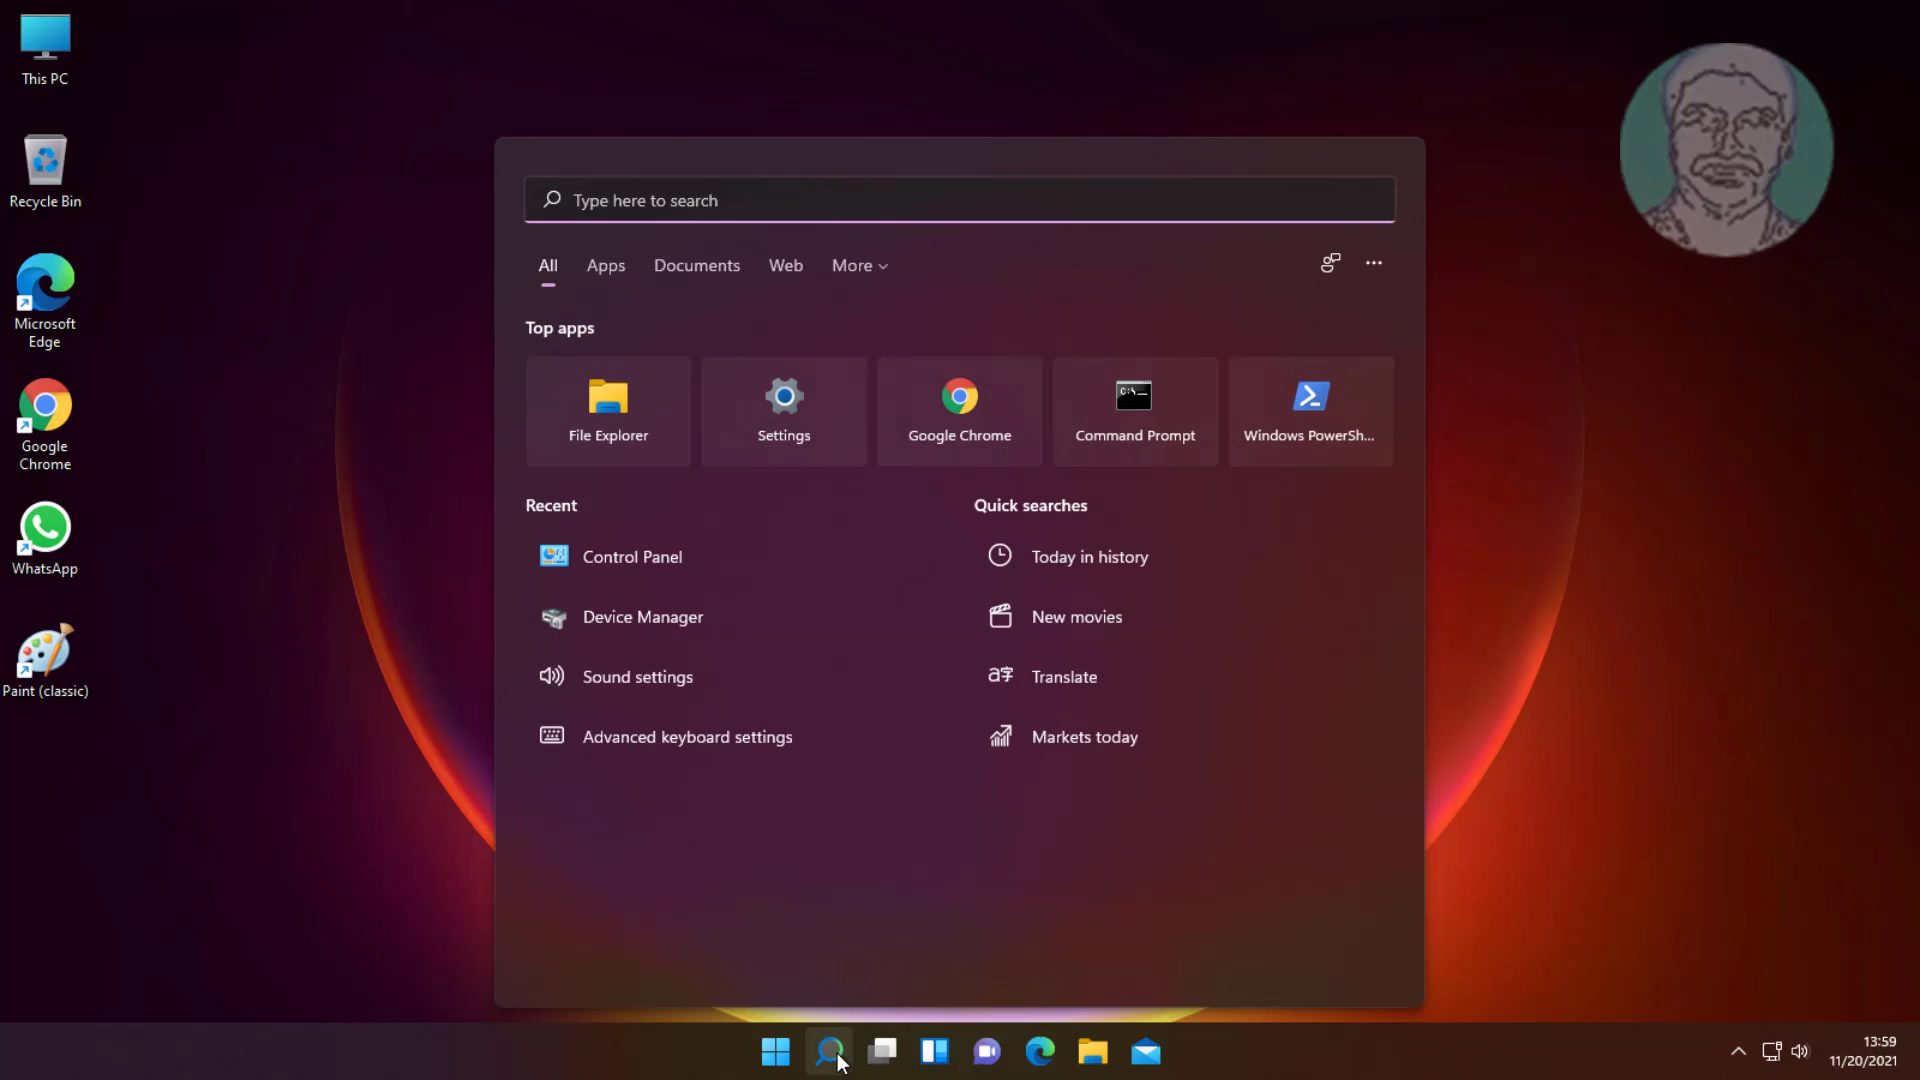 This PC
Recycle Bin
Microsoft
Edge
Google
Chrome
WhatsApp
Paint (classic)
Type here to search
All Apps Documents Web More
Top apps
File Explorer Settings Google Chrome Command Prompt Windows PowerSh...
C:\_
Recent
Control Panel
Device Manager
Sound settings
Advanced keyboard settings
Quick searches
Today in history
New movies
Translate
Markets today
13:59
11/20/2021